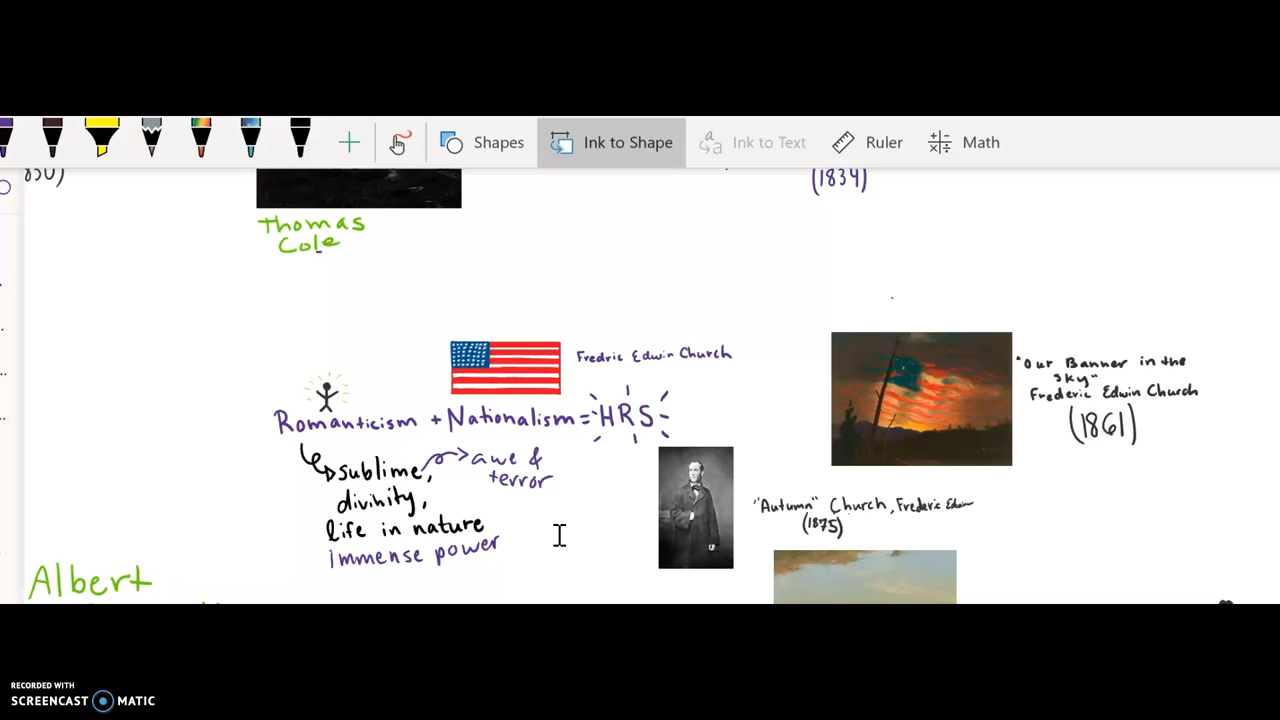 Shapes
Ink to Shape
Ink to Text
Ruler
Math
(1834)
Thomas
Cole
Fredric Edwin Church
"Our Banner in the
Sky"
Frederic Edwin Church
(1861)
Romanticism + Nationalism = HRS
sublime, awe &
terror
divinity,
life in nature
immense power
"Autumn" Church, Frederic Edwin
(1875)
Albert
RECORDED WITH
SCREENCAST MATIC